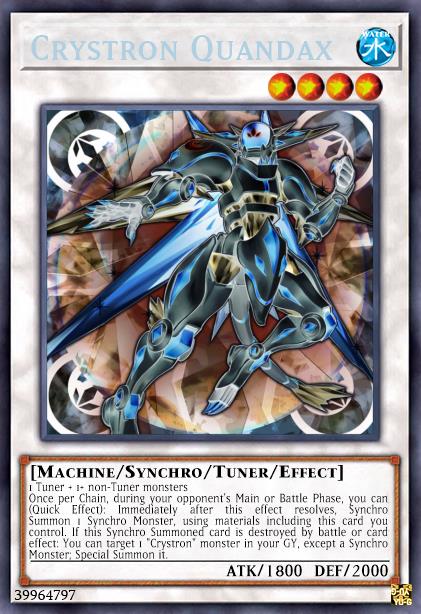 CRYSTRON QUANDAX
WATER
水
[MACHINE/SYNCHRO/TUNER/EFFECT]
1 Tuner + 1+ non-Tuner monsters
Once per Chain, during your opponent's Main or Battle Phase, you can
(Quick Effect): Immediately after this effect resolves, Synchro
Summon 1 Synchro Monster, using materials including this card you
control. If this Synchro Summoned card is destroyed by battle or card
effect: You can target 1 "Crystron" monster in your GY, except a Synchro
Monster; Special Summon it.
ATK/1800 DEF/2000
39964797